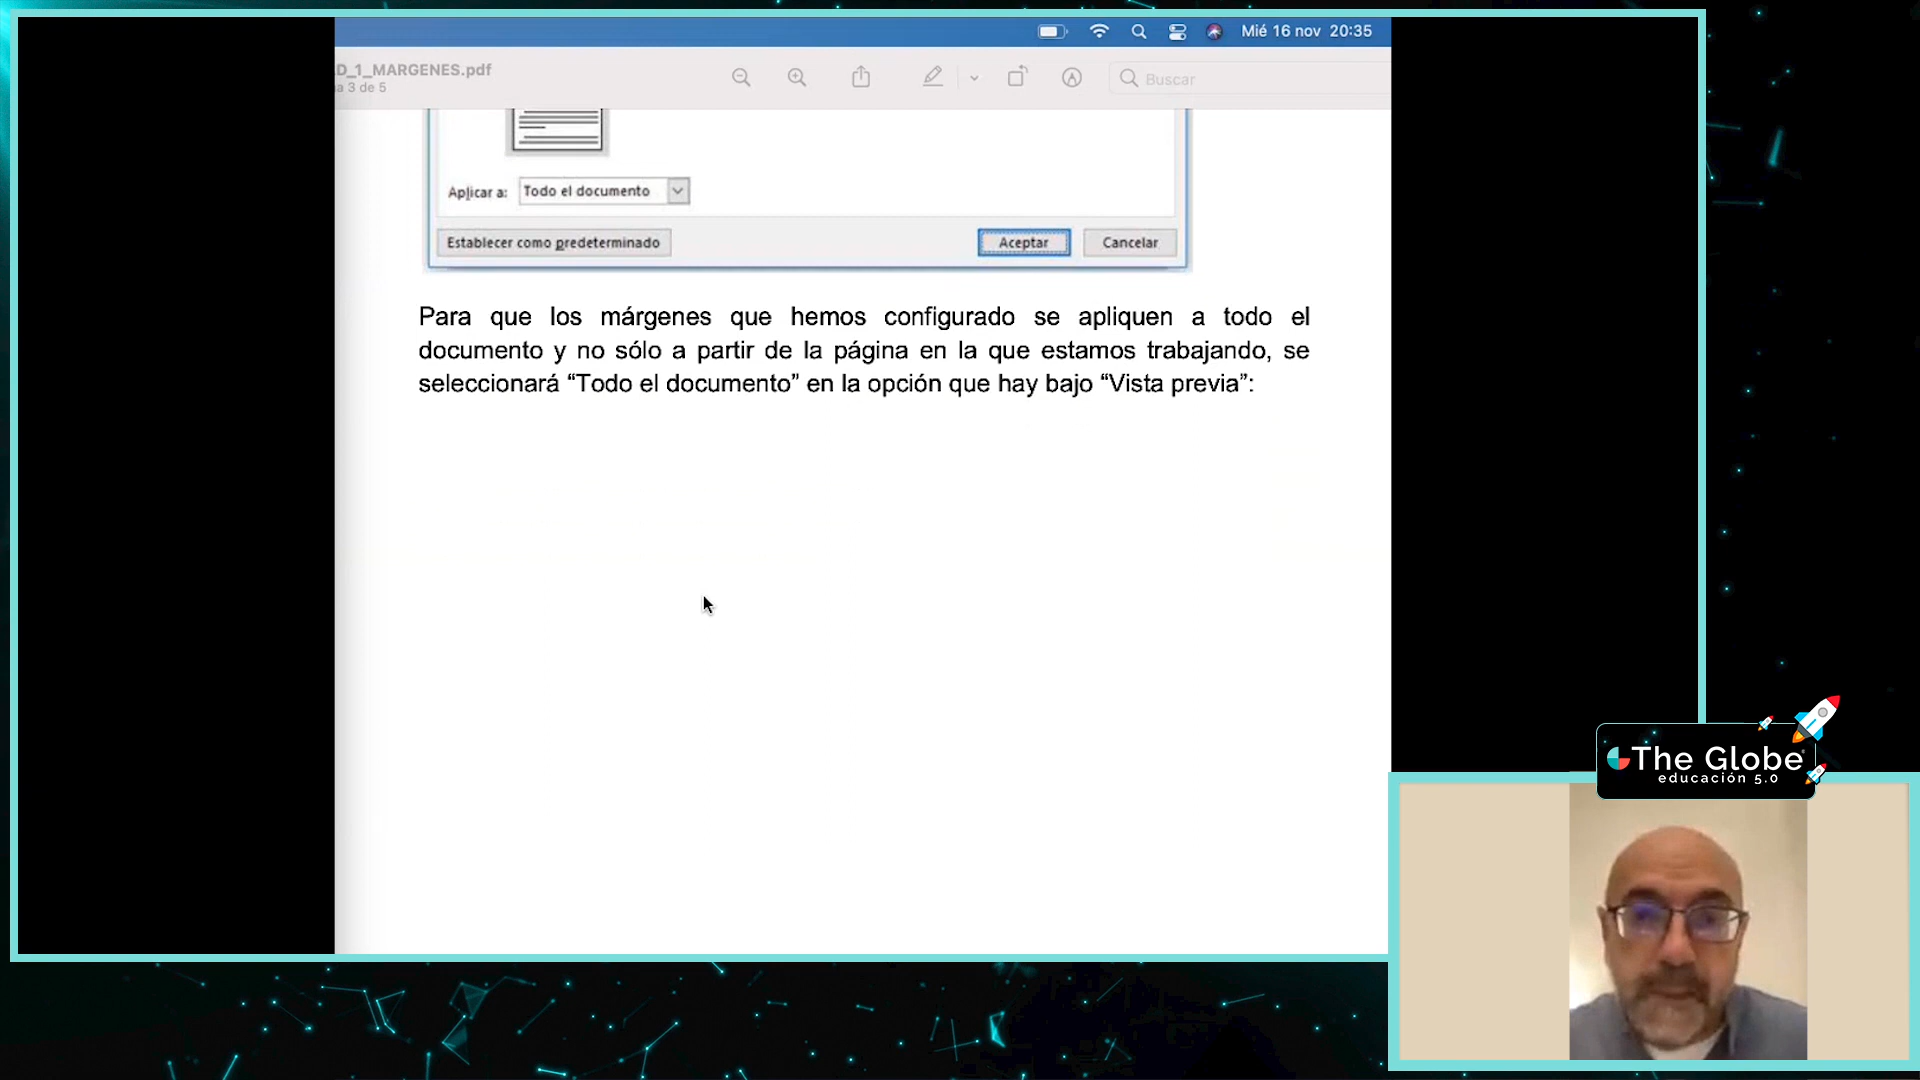 Mié 16 nov 20:35
D_1_MARGENES.pdf
a 3 de 5
Buscar
Aplicar a: Todo el documento
Establecer como predeterminado
Aceptar
Cancelar
Para que los márgenes que hemos configurado se apliquen a todo el
documento y no sólo a partir de la página en la que estamos trabajando, se
seleccionará “Todo el documento” en la opción que hay bajo “Vista previa”:
The Globe
educación 5.0